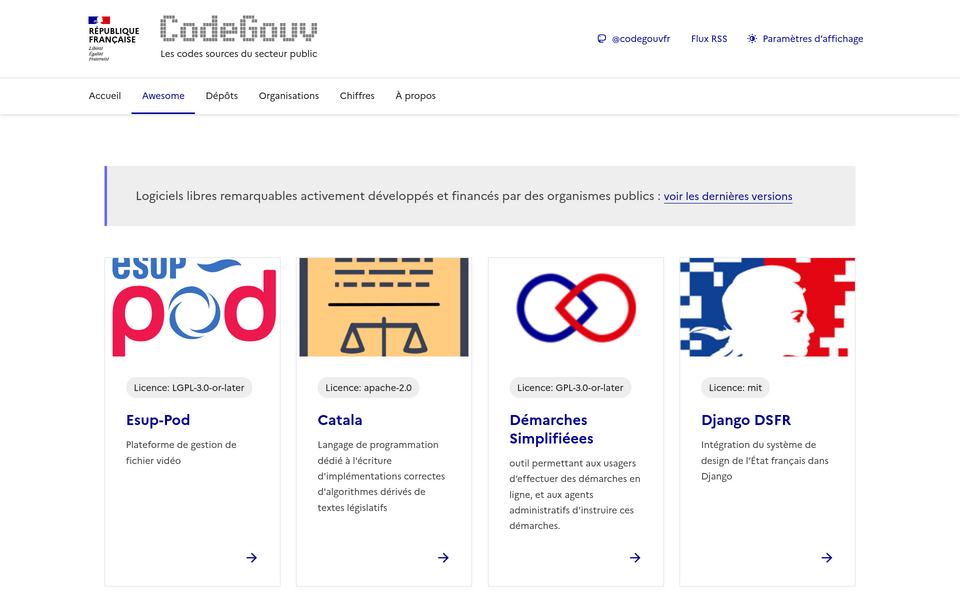 RÉPUBLIQUE
FRANÇAISE
Liberté
Égalité
Fraternité
CodeGouv
Les codes sources du secteur public
@codegouvfr
Flux RSS
Paramètres d'affichage
Accueil
Awesome
Dépôts
Organisations
Chiffres
À propos
Logiciels libres remarquables activement développés et financés par des organismes publics : voir les dernières versions
esup
pod
Licence: LGPL-3.0-or-later
Esup-Pod
Plateforme de gestion de
fichier vidéo
Licence: apache-2.0
Catala
Langage de programmation
dédié à l'écriture
d'implémentations correctes
d'algorithmes dérivés de
textes législatifs
Licence: GPL-3.0-or-later
Démarches
Simplifiéees
outil permettant aux usagers
d'effectuer des démarches en
ligne, et aux agents
administratifs d'instruire ces
démarches.
Licence: mit
Django DSFR
Intégration du système de
design de l'État français dans
Django